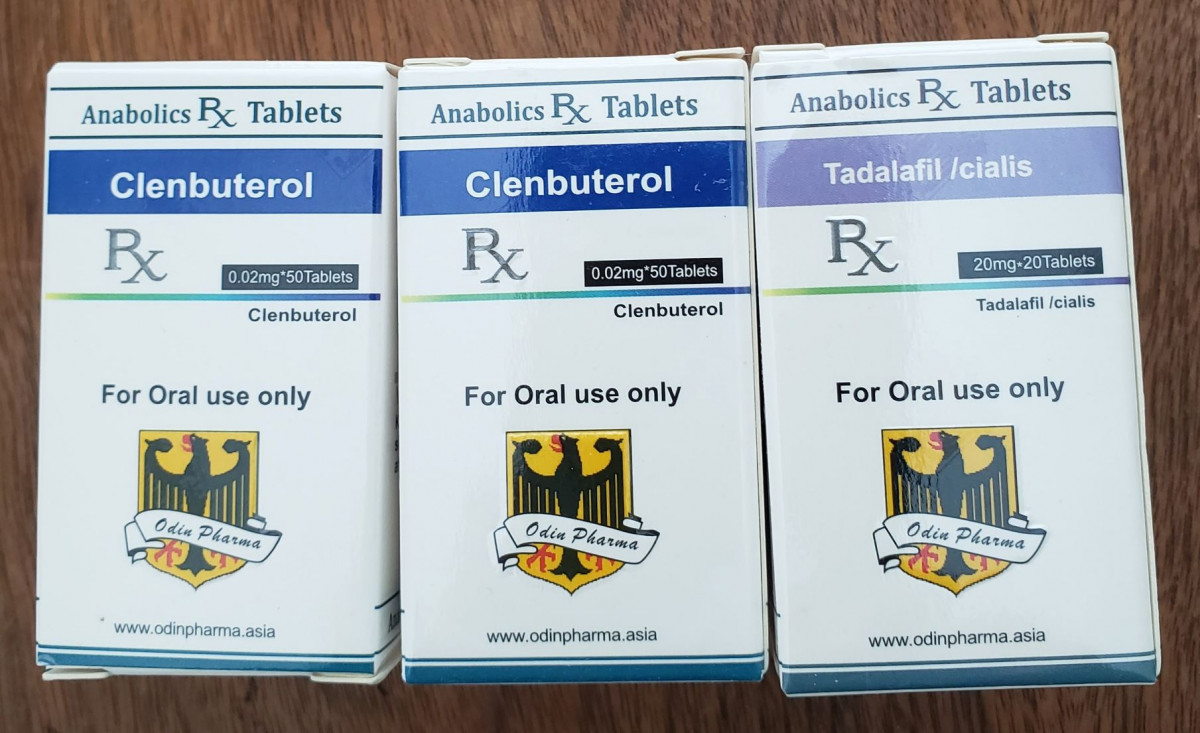 Anabolics Rx Tablets
Clenbuterol
Rx
0.02mg*50Tablets
Clenbuterol
For Oral use only
Odin Pharma
www.odinpharma.asia
Anabolics Rx Tablets
Clenbuterol
Rx
0.02mg*50Tablets
Clenbuterol
For Oral use only
Odin Pharma
www.odinpharma.asia
Anabolics Rx Tablets
Tadalafil /cialis
Rx
20mg*20Tablets
Tadalafil /cialis
For Oral use only
Odin Pharma
www.odinpharma.asia